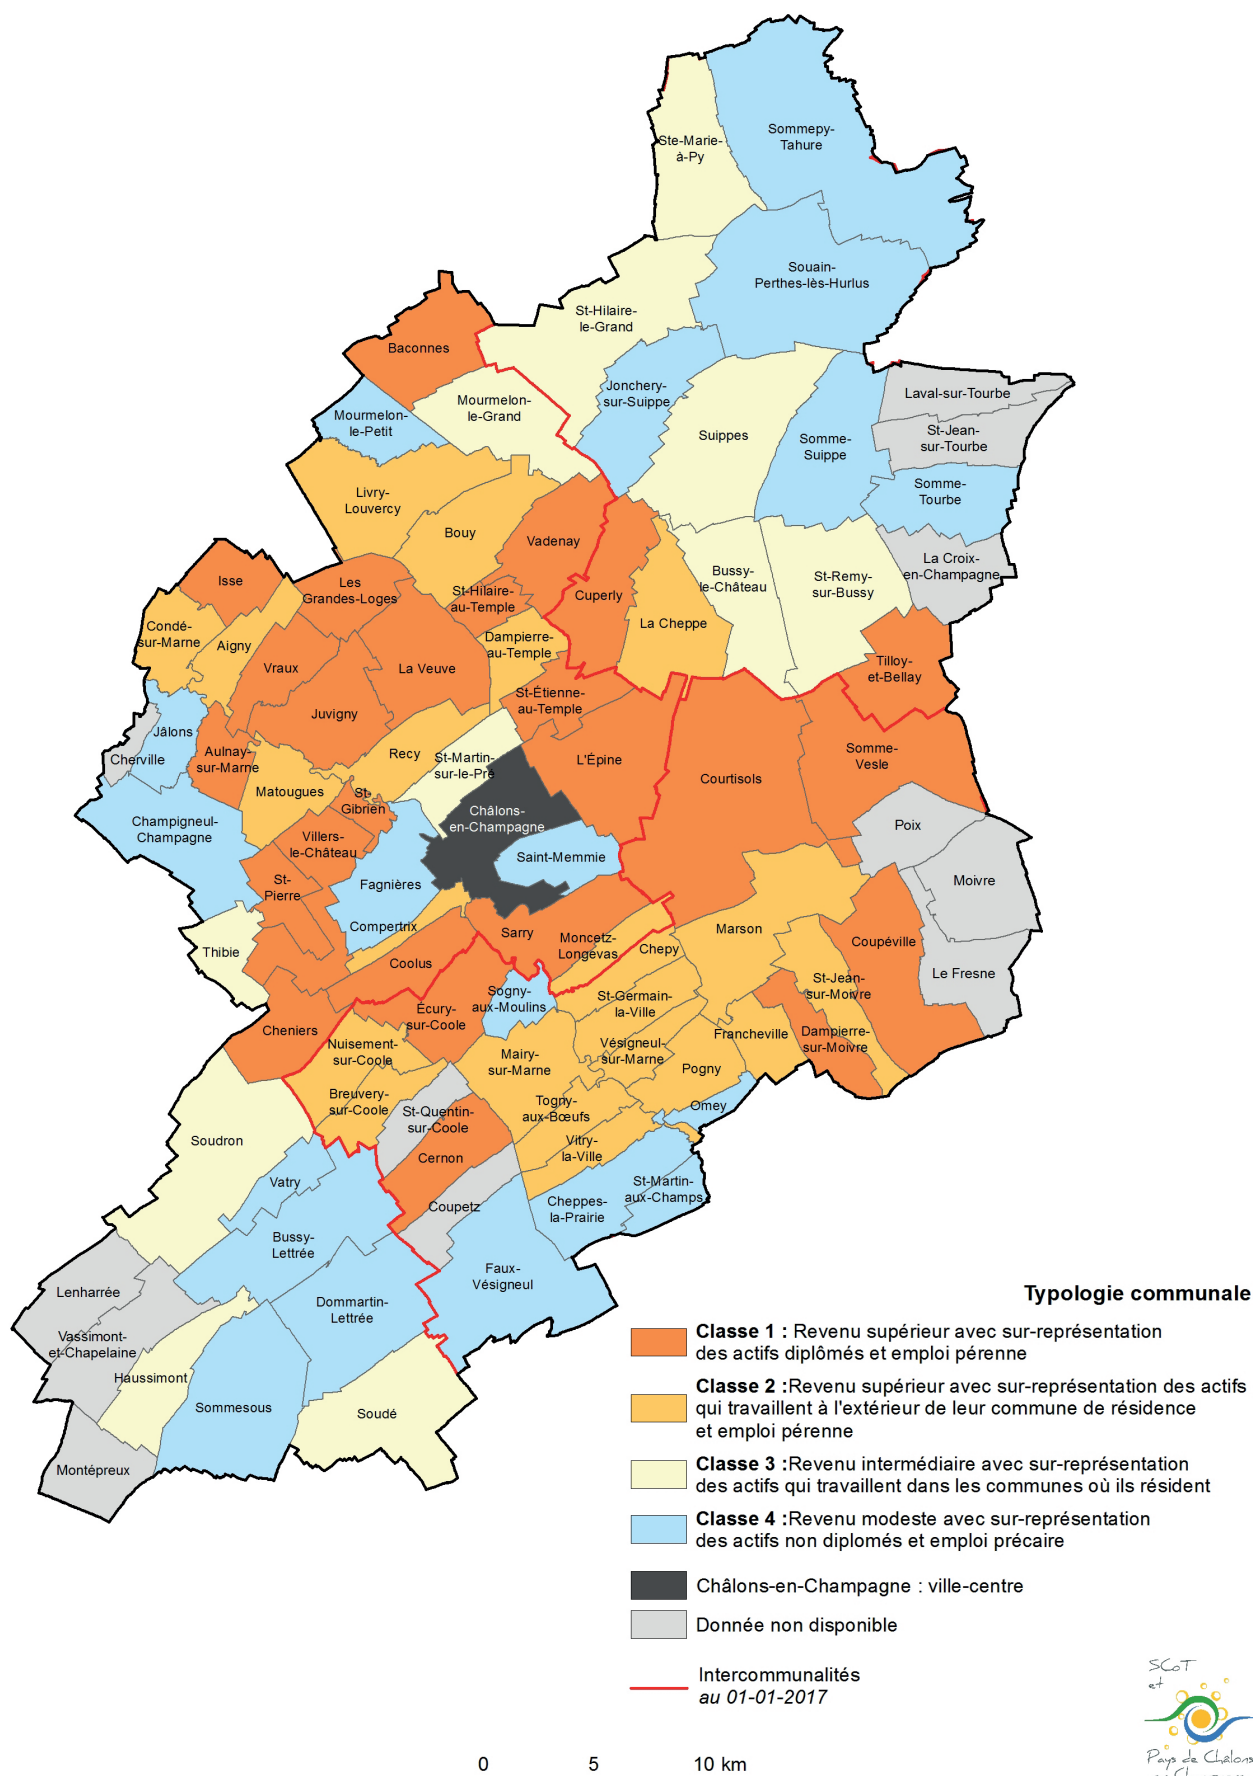 Ste-Marie-
à-Py
Sommepy-
Tahure
Souain-
Perthes-lès-Hurlus
St-Hilaire-
le-Grand
Baconnes
Jonchery-
sur-Suippe
Mourmelon-
le-Grand
Mourmelon-
le-Petit
Suippes
Somme-
Suippe
Laval-sur-Tourbe
St-Jean-
sur-Tourbe
Somme-
Tourbe
La Croix-
en-Champagne
Livry-
Louvercy
Bouy
Vadenay
Cuperly
Bussy-
le-Château
St-Remy-
sur-Bussy
La Cheppe
Isse
Les
Grandes-Loges
St-Hilaire-
au-Temple
Condé-
sur-Marne
Aigny
Vraux
La Veuve
Dampierre-
au-Temple
Tilloy-
et-Bellay
Juvigny
St-Étienne-
au-Temple
Jâlons
Cherville
Aulnay-
sur-Marne
Recy
St-Martin-
sur-le-Pré
L'Épine
Courtisols
Somme-
Vesle
Matougues
St-
Gibrien
Champigneul-
Champagne
Villers-
le-Château
Châlons-
en-Champagne
Saint-Memmie
Poix
Moivre
St-
Pierre
Fagnières
Compertrix
Thibie
Coolus
Sarry
Moncetz-
Longevas
Chepy
Marson
Coupéville
Le Fresne
St-Jean-
sur-Moivre
Cheniers
Écury-
sur-Coole
Sogny-
aux-Moulins
St-Germain-
la-Ville
Francheville
Dampierre-
sur-Moivre
Nuisement-
sur-Coole
Mairy-
sur-Marne
Vésigneul-
sur-Marne
Pogny
Breuvery-
sur-Coole
St-Quentin-
sur-Coole
Togny-
aux-Bœufs
Omey
Soudron
Cernon
Vitry-
la-Ville
Vatry
Coupetz
Cheppes-
la-Prairie
St-Martin-
aux-Champs
Bussy-
Lettrée
Faux-
Vésigneul
Lenharrée
Dommartin-
Lettrée
Vassimont-
et-Chapelaine
Haussimont
Sommesous
Soudé
Montépreux
Typologie communale
Classe 1 : Revenu supérieur avec sur-représentation
des actifs diplômés et emploi pérenne
Classe 2 :Revenu supérieur avec sur-représentation des actifs
qui travaillent à l'extérieur de leur commune de résidence
et emploi pérenne
Classe 3 :Revenu intermédiaire avec sur-représentation
des actifs qui travaillent dans les communes où ils résident
Classe 4 :Revenu modeste avec sur-représentation
des actifs non diplomés et emploi précaire
Châlons-en-Champagne : ville-centre
Donnée non disponible
Intercommunalités
au 01-01-2017
0 5 10 km
SCoT
et
Pays de Châlons